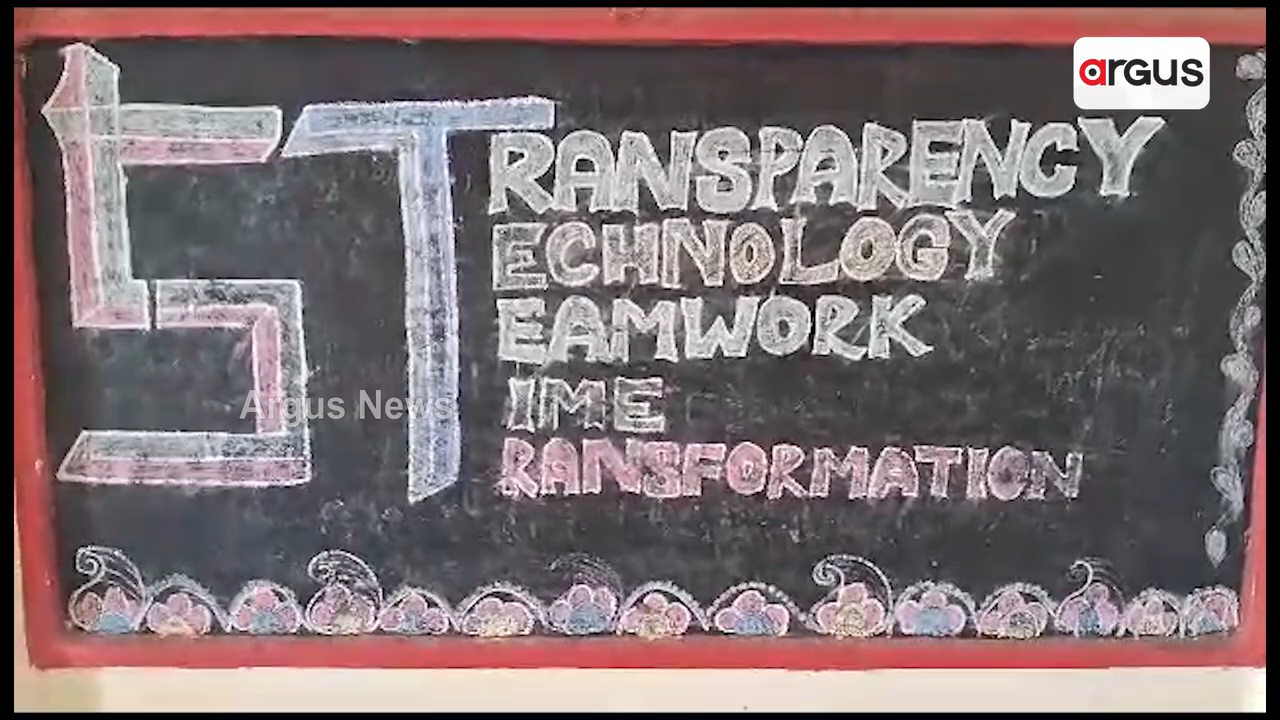 argus
5T
RANSPARENCY
ECHNOLOGY
EAMWORK
IME
RANSFORMATION
Argus News